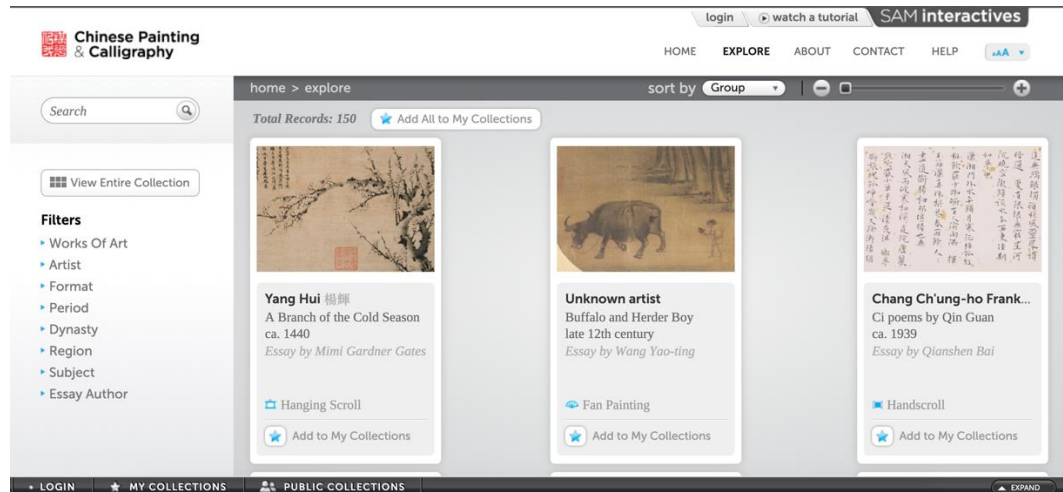 login
watch a tutorial
SAM interactives
Chinese Painting
& Calligraphy
HOME
EXPLORE
ABOUT
CONTACT
HELP
AAA
Search
home > explore
sort by
Group
Total Records: 150
Add All to My Collections
View Entire Collection
Filters
Works Of Art
Artist
Format
Period
Dynasty
Region
Subject
Essay Author
Yang Hui 楊輝
A Branch of the Cold Season
ca. 1440
Essay by Mimi Gardner Gates
Hanging Scroll
Add to My Collections
Unknown artist
Buffalo and Herder Boy
late 12th century
Essay by Wang Yao-ting
Fan Painting
Add to My Collections
Chang Ch'ung-ho Frank...
Ci poems by Qin Guan
ca. 1939
Essay by Qianshen Bai
Handscroll
Add to My Collections
LOGIN
MY COLLECTIONS
PUBLIC COLLECTIONS
EXPAND